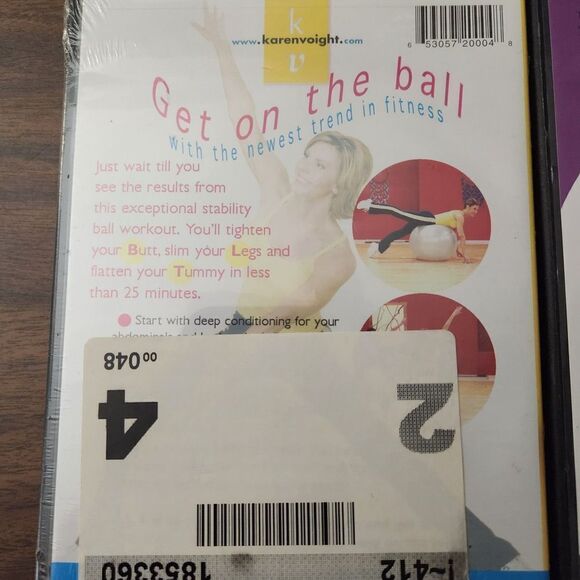 k
v
www.karenvoight.com
6 53057 20004 8
Get on the ball
with the newest trend in fitness
Just wait till you
see the results from
this exceptional stability
ball workout. You'll tighten
your Butt, slim your Legs and
flatten your Tummy in less
than 25 minutes.
Start with deep conditioning for your
048 00
4
2
1853360
!~412